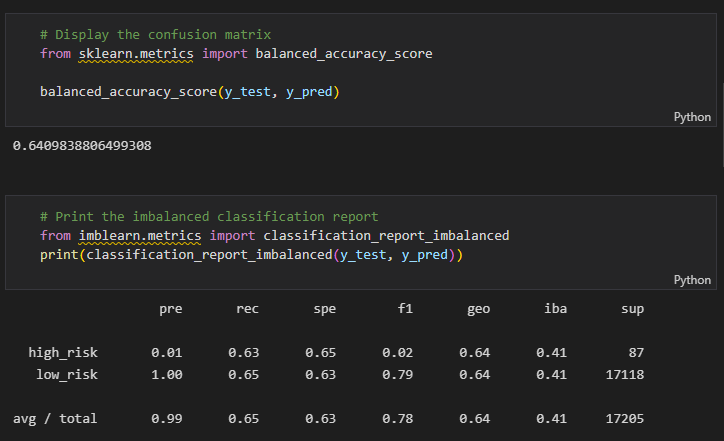 # Display the confusion matrix
from sklearn.metrics import balanced_accuracy_score
balanced_accuracy_score(y_test, y_pred)
Python
0.6409838806499308
# Print the imbalanced classification report
from imblearn.metrics import classification_report_imbalanced
print(classification_report_imbalanced(y_test, y_pred))
Python
pre rec spe f1 geo iba sup
high_risk 0.01 0.63 0.65 0.02 0.64 0.41 87
low_risk 1.00 0.65 0.63 0.79 0.64 0.41 17118
avg / total 0.99 0.65 0.63 0.78 0.64 0.41 17205